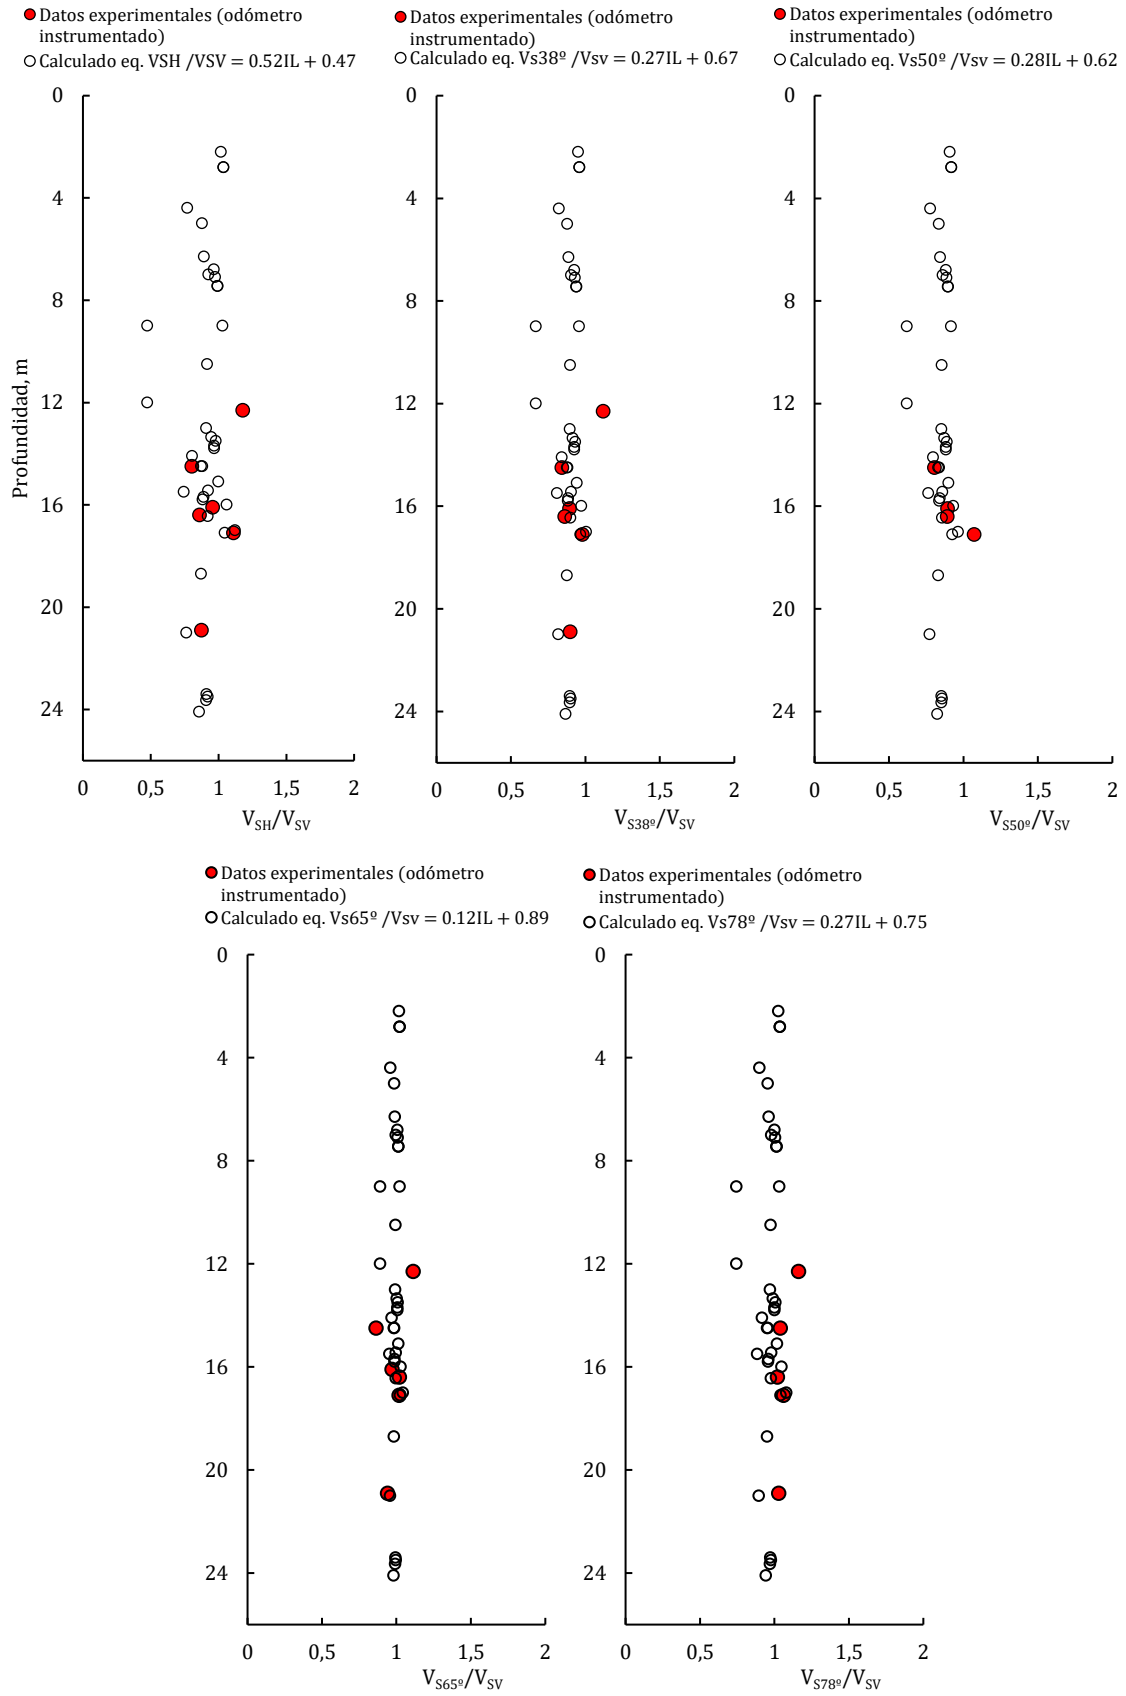 Datos experimentales (odómetro
instrumentado)
Calculado eq. VSH /VSV = 0.52IL + 0.47
Datos experimentales (odómetro
instrumentado)
Calculado eq. Vs38º /Vsv = 0.27IL + 0.67
Datos experimentales (odómetro
instrumentado)
Calculado eq. Vs50º /Vsv = 0.28IL + 0.62
0
4
8
12
16
20
24
Profundidad, m
0 0,5 1 1,5 2
VSH/VSV
0
4
8
12
16
20
24
0 0,5 1 1,5 2
VS38º/VSV
0
4
8
12
16
20
24
0 0,5 1 1,5 2
VS50º/VSV
Datos experimentales (odómetro
instrumentado)
Calculado eq. Vs65º /Vsv = 0.12IL + 0.89
Datos experimentales (odómetro
instrumentado)
Calculado eq. Vs78º /Vsv = 0.27IL + 0.75
0
4
8
12
16
20
24
0 0,5 1 1,5 2
VS65º/VSV
0
4
8
12
16
20
24
0 0,5 1 1,5 2
VS78º/VSV